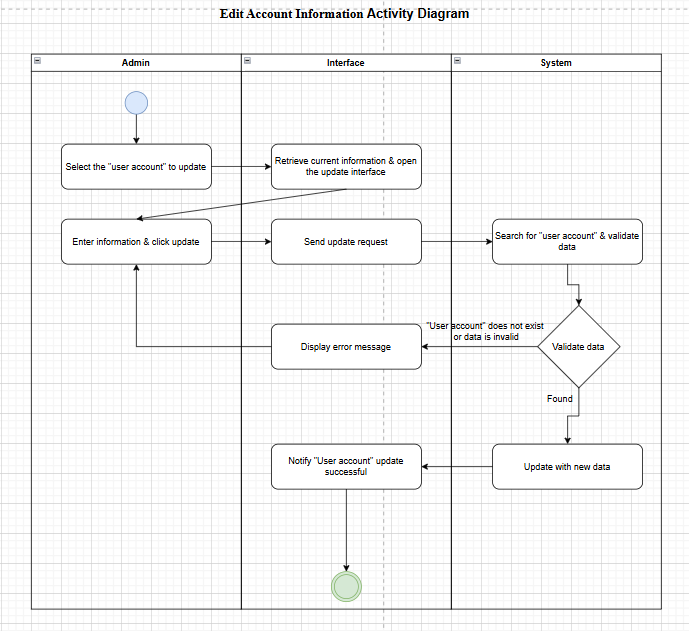 Edit Account Information Activity Diagram
Admin
Interface
System
Select the "user account" to update
Retrieve current information & open
the update interface
Enter information & click update
Send update request
Search for "user account" & validate
data
"User account" does not exist
or data is invalid
Display error message
Validate data
Found
Notify "User account" update
successful
Update with new data